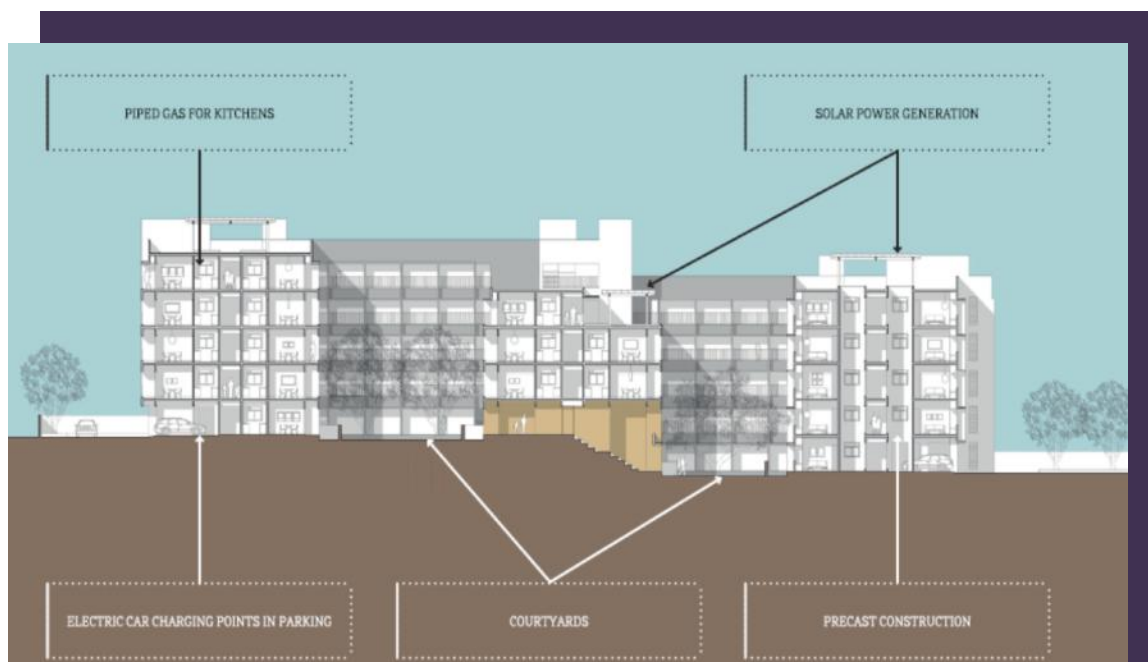 PIPED GAS FOR KITCHENS
SOLAR POWER GENERATION
ELECTRIC CAR CHARGING POINTS IN PARKING
COURTYARDS
PRECAST CONSTRUCTION